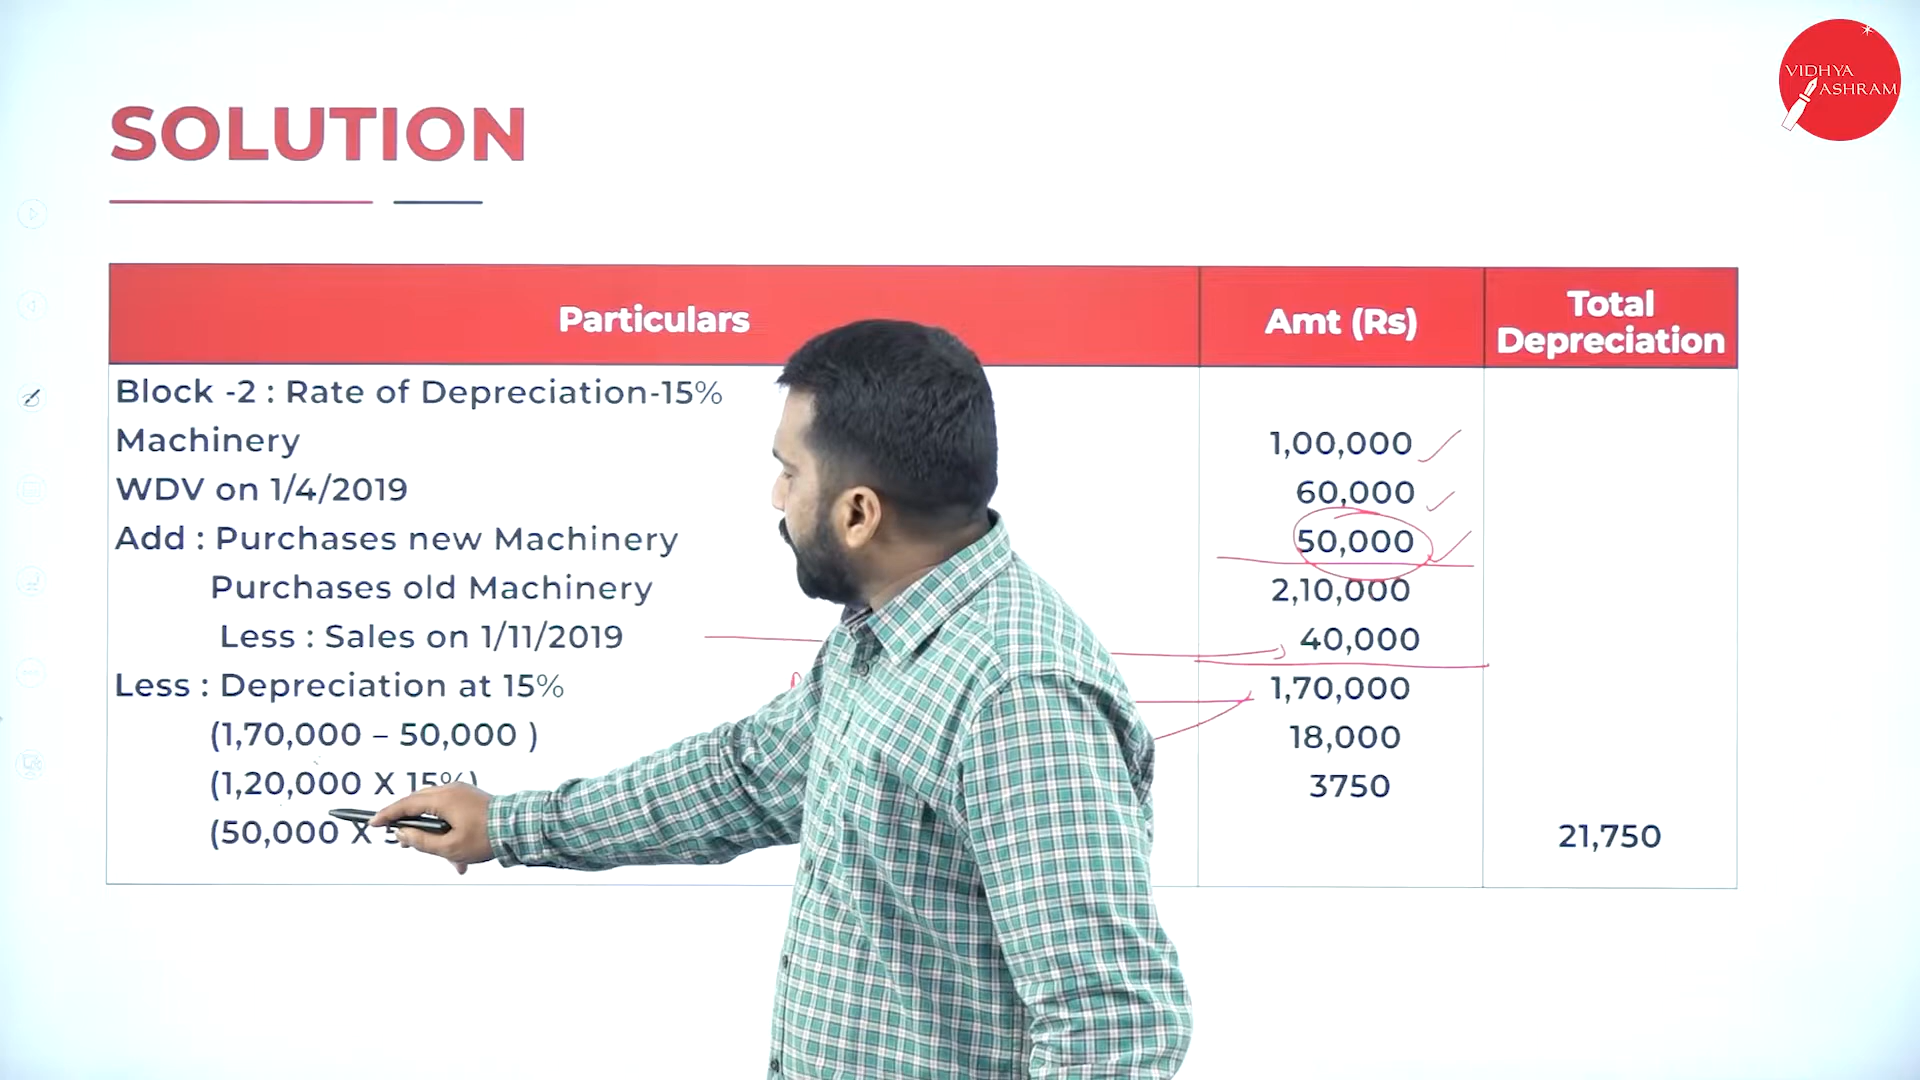 VIDHYA
ASHRAM
SOLUTION
Particulars Amt (Rs) Total Depreciation
Block -2 : Rate of Depreciation-15%
Machinery 1,00,000
WDV on 1/4/2019 60,000
Add : Purchases new Machinery 50,000
Purchases old Machinery 2,10,000
Less : Sales on 1/11/2019 40,000
Less : Depreciation at 15% 1,70,000
(1,70,000 – 50,000 ) 18,000
(1,20,000 X 15%) 3750
(50,000 X 21,750